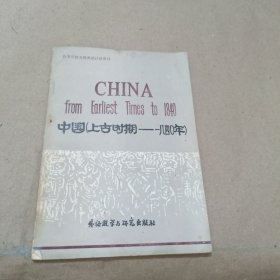 CHINA
from Earliest Times to 1840
中国(上古时期——一八四〇年)
外语教学与研究出版社